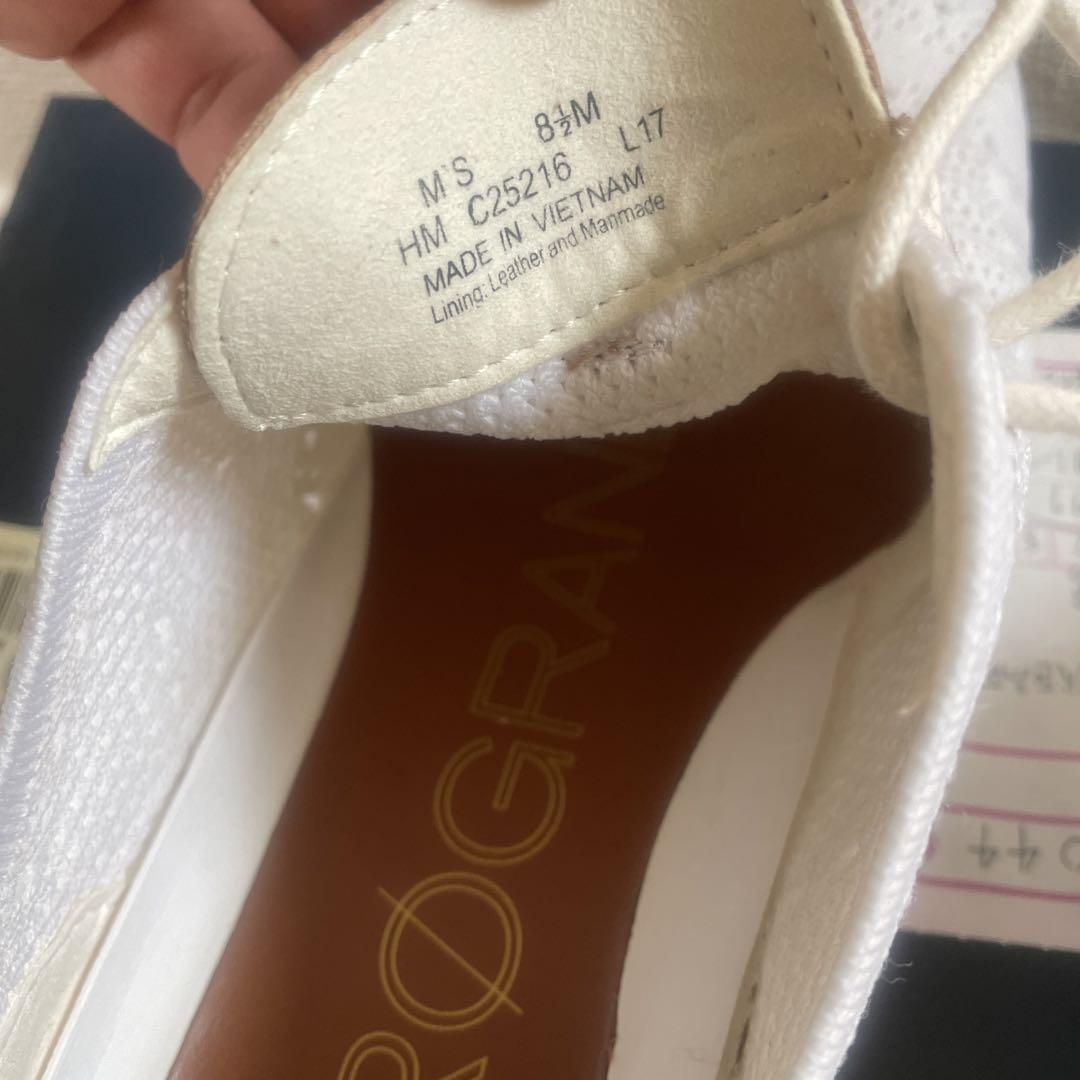 M'S 8½M
HM C25216 L17
MADE IN VIETNAM
Lining: Leather and Manmade
RØGRAN